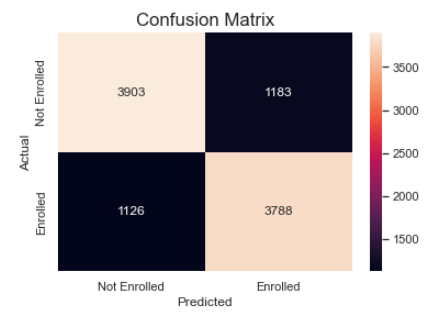 Confusion Matrix
Actual
Not Enrolled
3903
1183
Enrolled
1126
3788
Not Enrolled
Enrolled
Predicted
3500
3000
2500
2000
1500